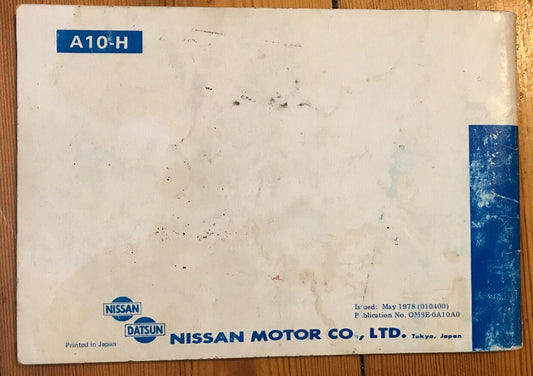 A10-H
Issued: May 1978 (010400)
Publication No. OM8E-0A10A0
NISSAN
DATSUN
NISSAN MOTOR CO., LTD. Tokyo, Japan
Printed in Japan